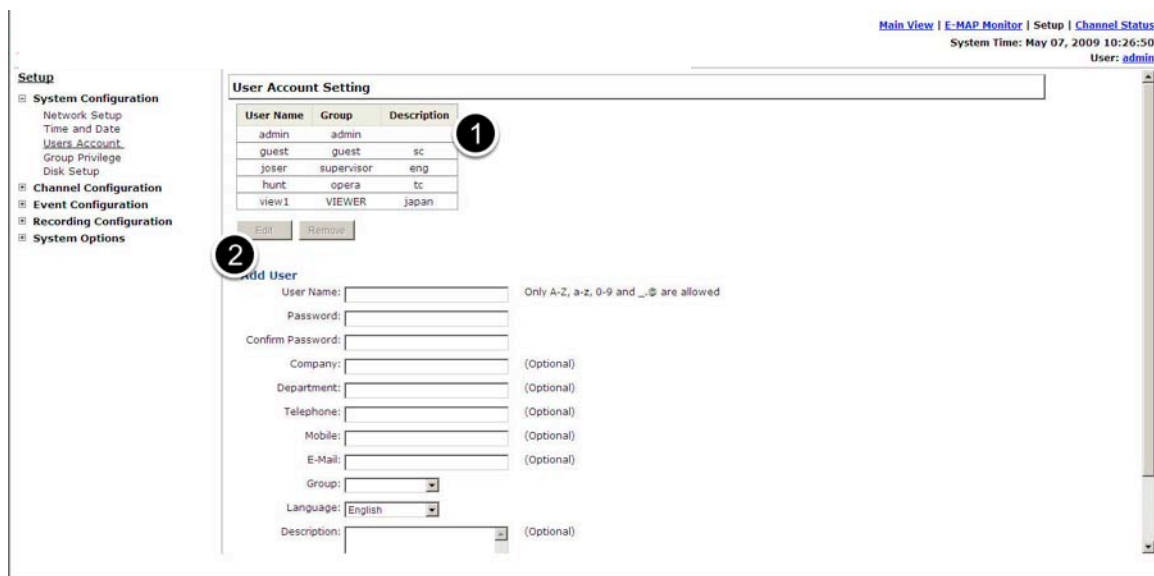 Main View | E-MAP Monitor | Setup | Channel Status
System Time: May 07, 2009 10:26:50
User: admin
Setup
System Configuration
Network Setup
Time and Date
Users Account
Group Privilege
Disk Setup
Channel Configuration
Event Configuration
Recording Configuration
System Options
User Account Setting
User Name Group Description
admin admin
guest guest sc
joser supervisor eng
hunt opera tc
view1 VIEWER japan
1
Edit Remove
2
Add User
User Name: Only A-Z, a-z, 0-9 and _.@ are allowed
Password:
Confirm Password:
Company: (Optional)
Department: (Optional)
Telephone: (Optional)
Mobile: (Optional)
E-Mail: (Optional)
Group:
Language: English
Description: (Optional)